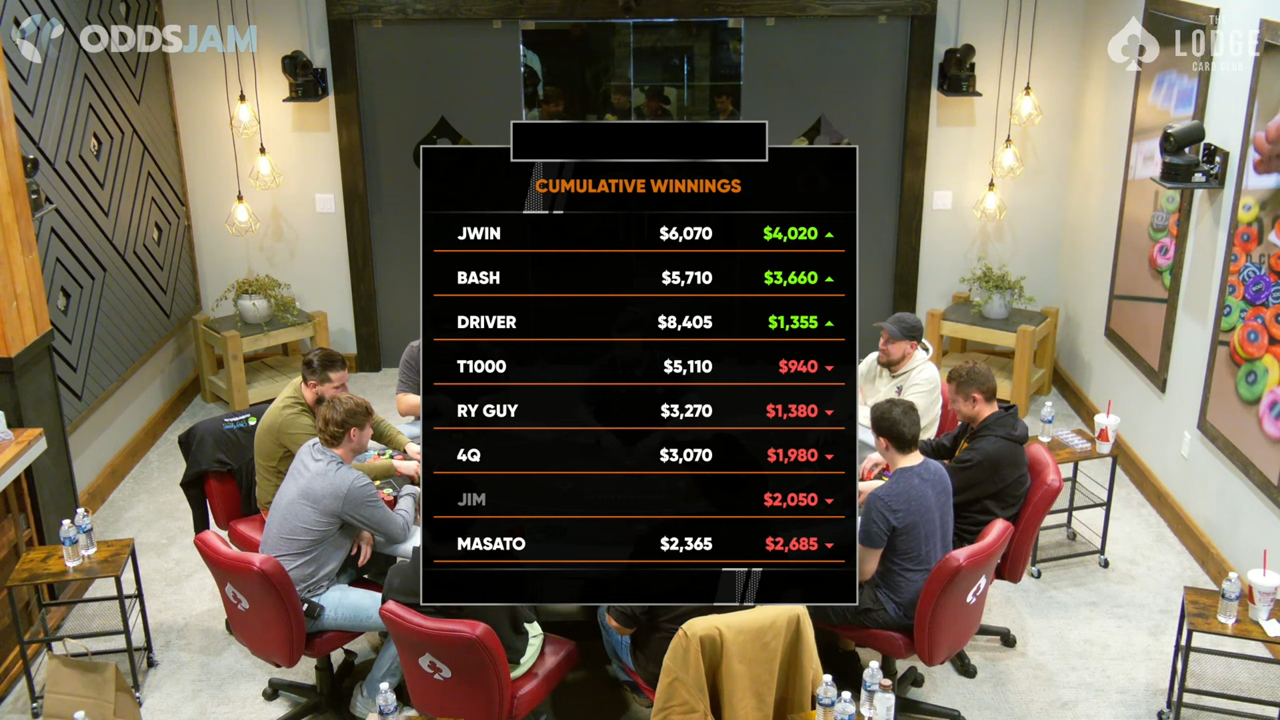 ODDSJAM
THE
LODGE
CARD CLUB
CUMULATIVE WINNINGS
JWIN $6,070 $4,020
BASH $5,710 $3,660
DRIVER $8,405 $1,355
T1000 $5,110 $940
RY GUY $3,270 $1,380
4Q $3,070 $1,980
JIM $2,050
MASATO $2,365 $2,685